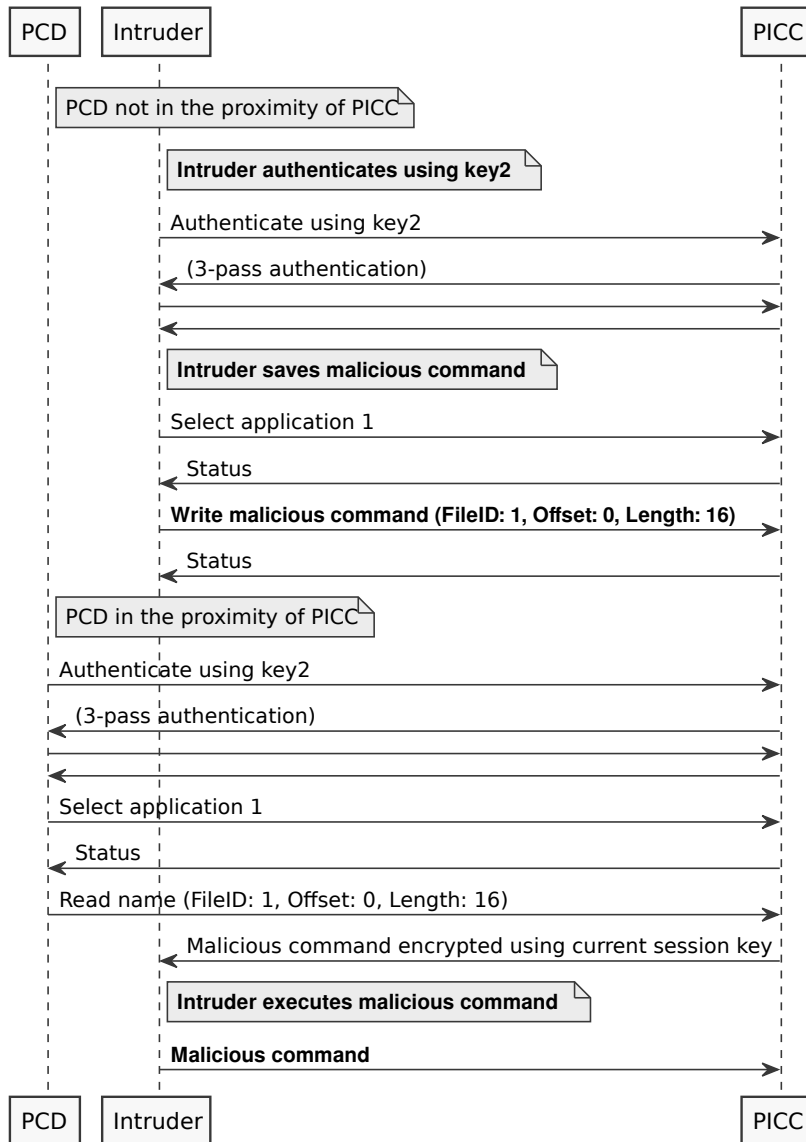 PCD Intruder PICC
PCD not in the proximity of PICC
Intruder authenticates using key2
Authenticate using key2
(3-pass authentication)
Intruder saves malicious command
Select application 1
Status
Write malicious command (FileID: 1, Offset: 0, Length: 16)
Status
PCD in the proximity of PICC
Authenticate using key2
(3-pass authentication)
Select application 1
Status
Read name (FileID: 1, Offset: 0, Length: 16)
Malicious command encrypted using current session key
Intruder executes malicious command
Malicious command
PCD Intruder PICC